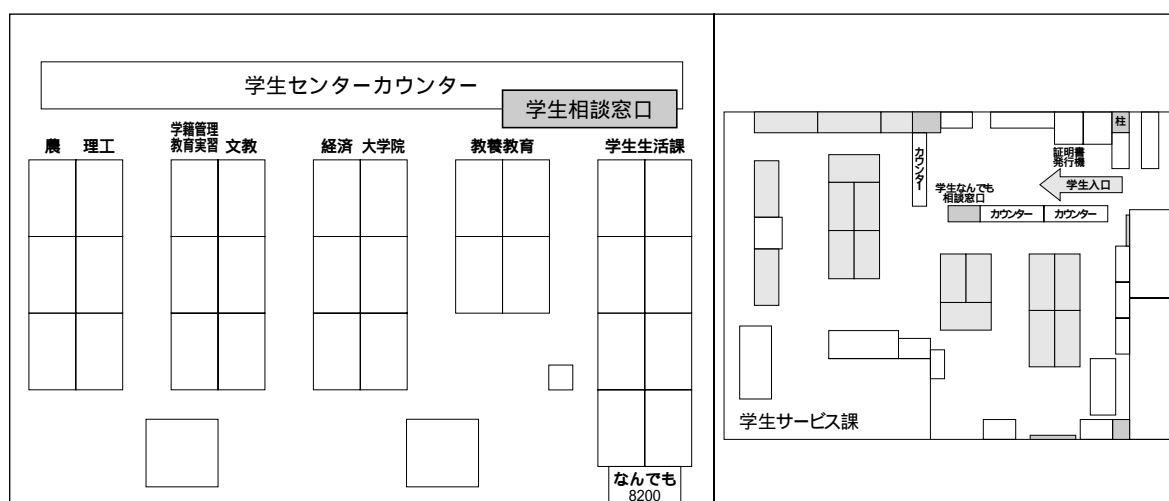 学生センターカウンター
学生相談窓口
農
理工
学籍管理
教育実習
文教
経済
大学院
教養教育
学生生活課
なんでも
8200
柱
カウンター
証明書
発行機
学生入口
学生なんでも
相談窓口
カウンター
カウンター
学生サービス課